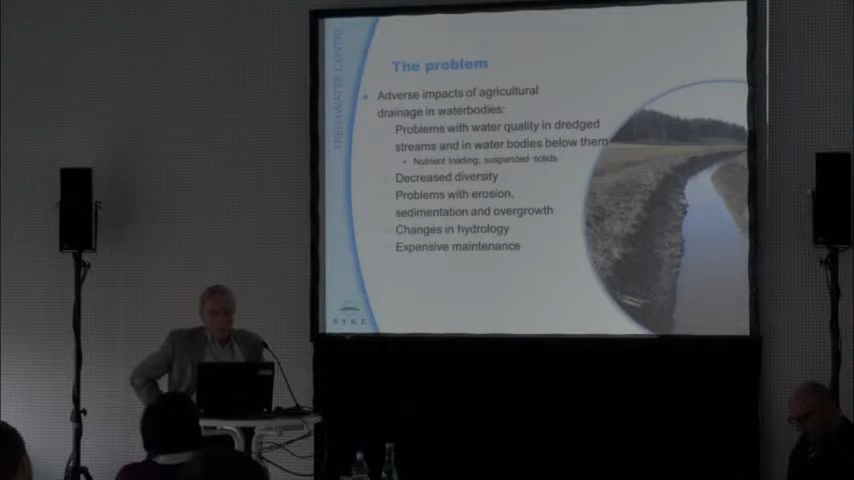 FRESHWATER CENTRE
The problem
Adverse impacts of agricultural
drainage in waterbodies:
Problems with water quality in dredged
streams and in water bodies below them
Nutrient loading, suspended solids
Decreased diversity
Problems with erosion,
sedimentation and overgrowth
Changes in hydrology
Expensive maintenance
SYKE